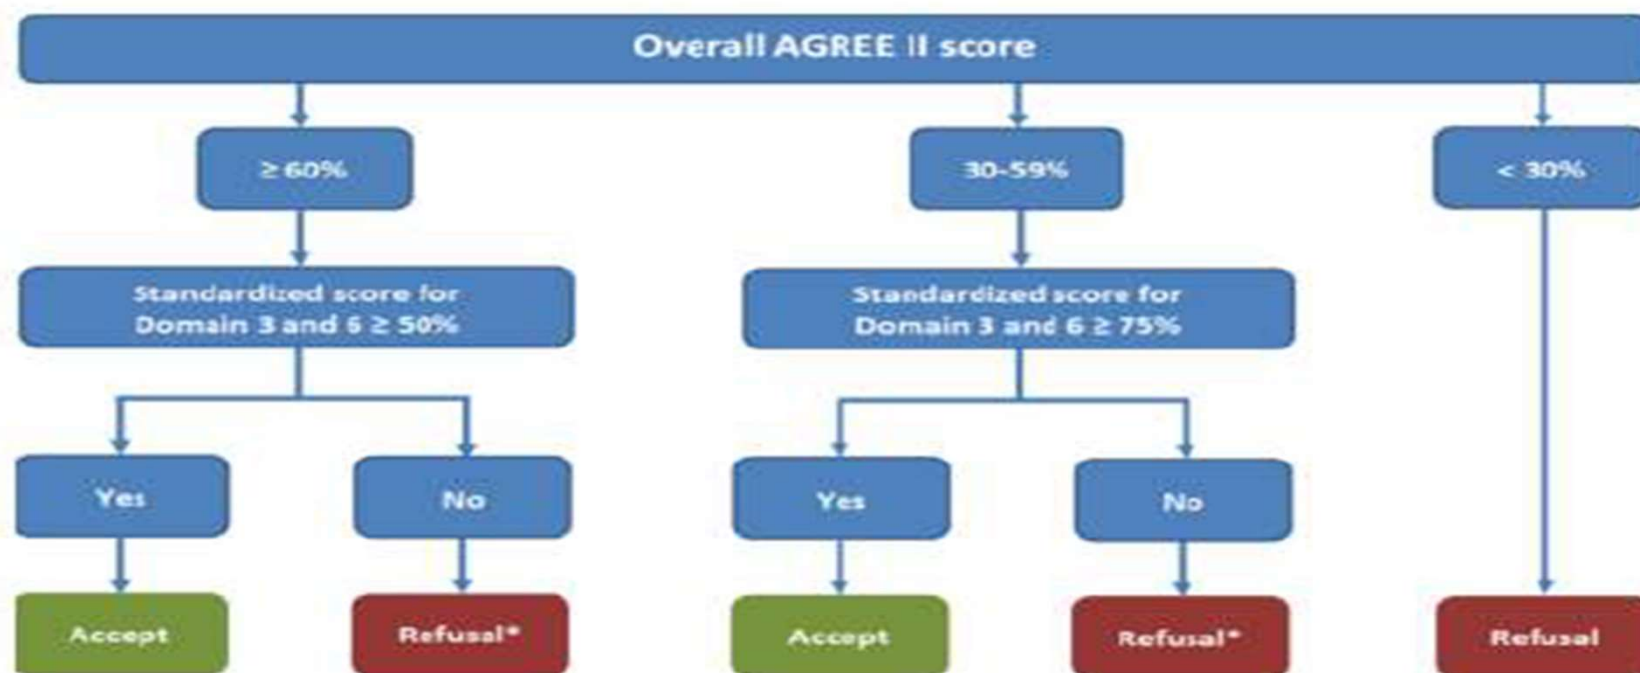 Overall AGREE II score
≥ 60%
30-59%
< 30%
Standardized score for
Domain 3 and 6 ≥ 50%
Standardized score for
Domain 3 and 6 ≥ 75%
Yes
No
Yes
No
Accept
Refusal*
Accept
Refusal*
Refusal